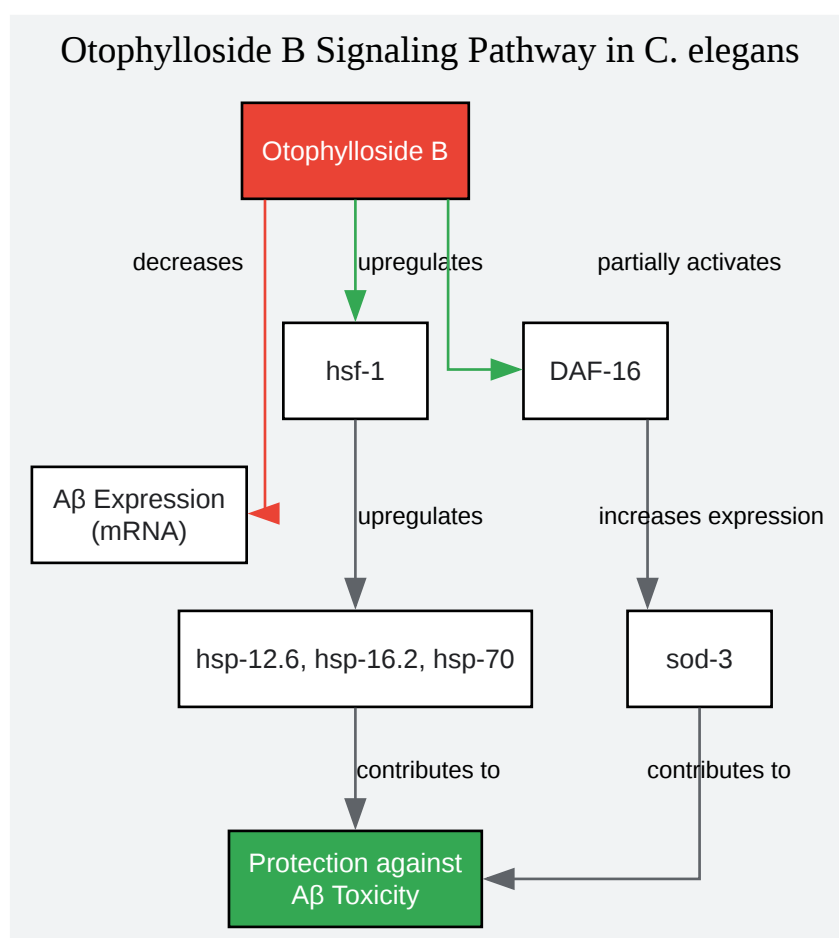 Otophylloside B Signaling Pathway in C. elegans
Otophylloside B
decreases
upregulates
partially activates
hsf-1
DAF-16
Aβ Expression
(mRNA)
upregulates
increases expression
hsp-12.6, hsp-16.2, hsp-70
sod-3
contributes to
contributes to
Protection against
Aβ Toxicity